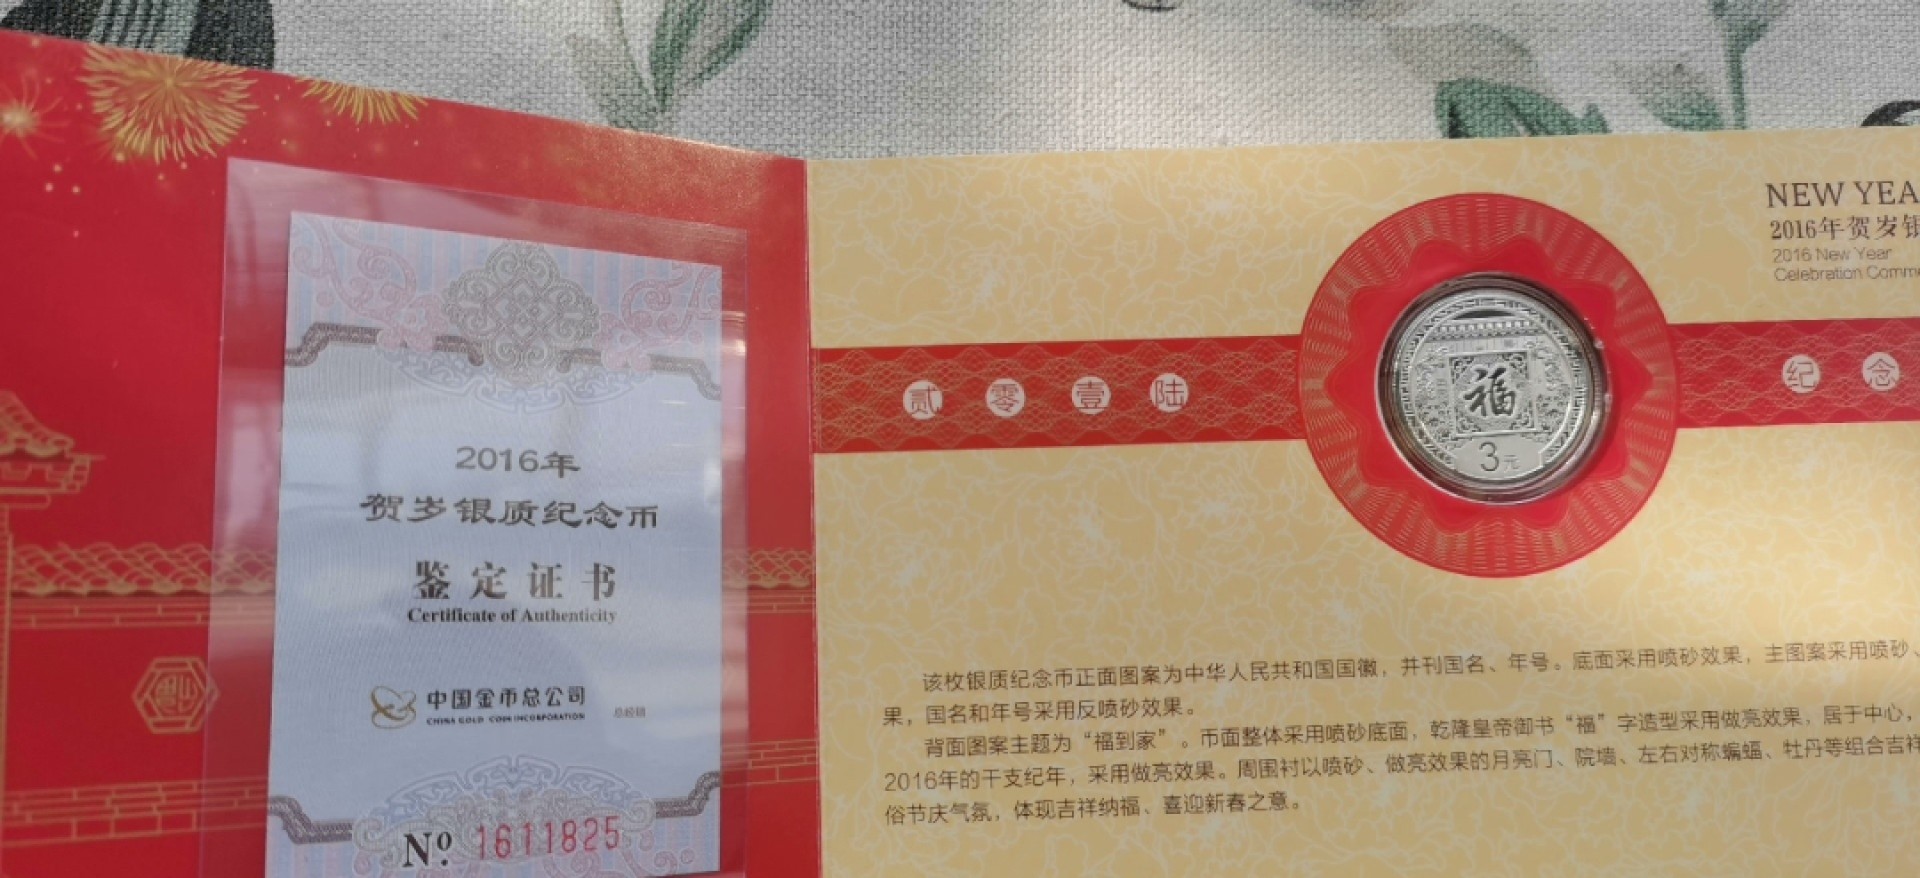 2016年
贺岁银质纪念币
鉴定证书
Certificate of Authenticity
中国金币总公司
CHINA GOLD COIN INCORPORATION
总经销
Nº. 1611825
NEW YEA
2016年贺岁银
2016 New Year
Celebration Comme
贰零壹陆
纪念
福
3元
该枚银质纪念币正面图案为中华人民共和国国徽，并刊国名、年号。底面采用喷砂效果，主图案采用喷砂、
果，国名和年号采用反喷砂效果。
背面图案主题为“福到家”。币面整体采用喷砂底面，乾隆皇帝御书“福”字造型采用做亮效果，居于中心，
2016年的干支纪年，采用做亮效果。周围衬以喷砂、做亮效果的月亮门、院墙、左右对称蝙蝠、牡丹等组合吉祥
俗节庆气氛，体现吉祥纳福、喜迎新春之意。